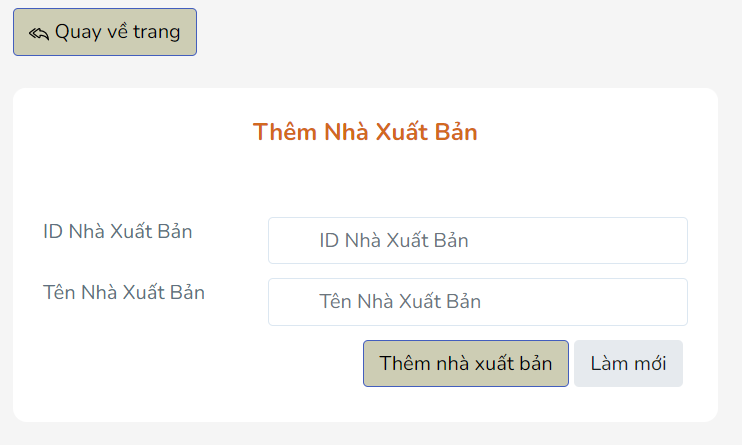 Quay về trang
Thêm Nhà Xuất Bản
ID Nhà Xuất Bản
ID Nhà Xuất Bản
Tên Nhà Xuất Bản
Tên Nhà Xuất Bản
Thêm nhà xuất bản
Làm mới